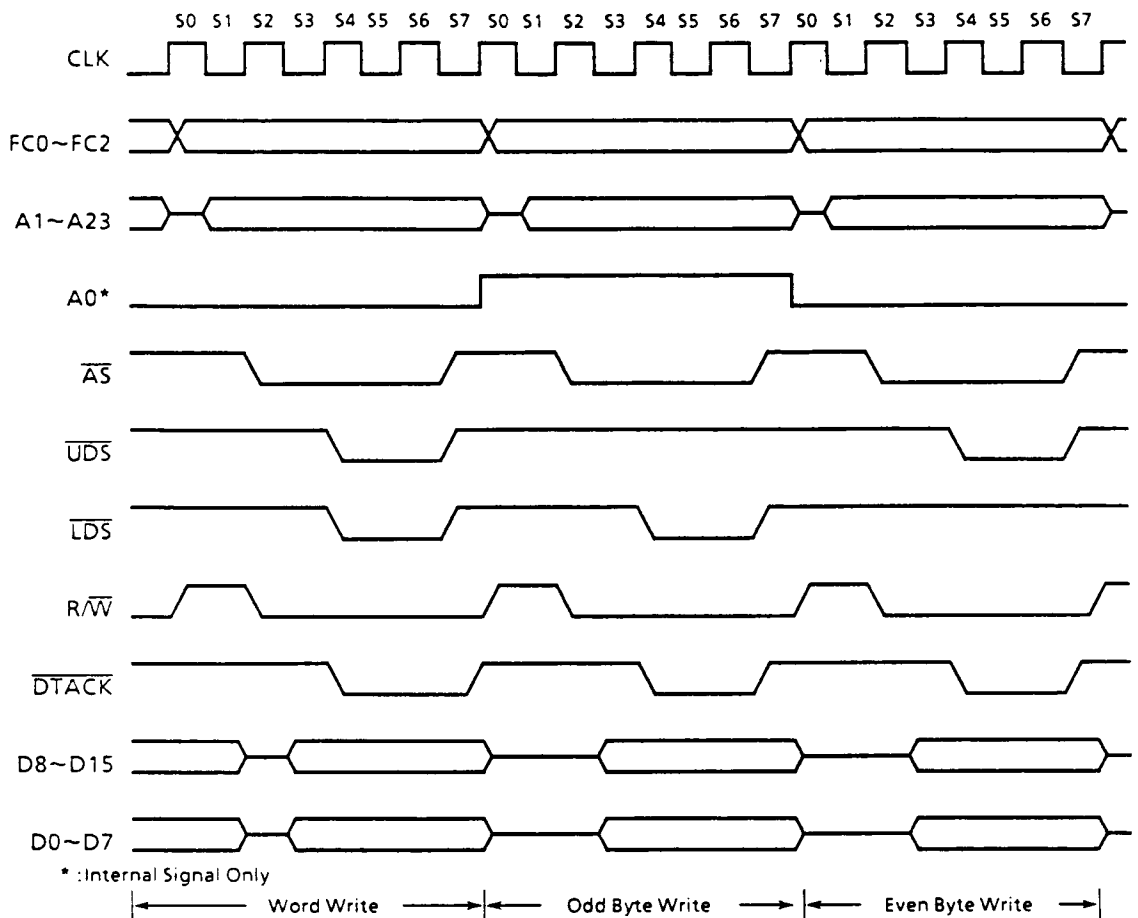 S0 S1 S2 S3 S4 S5 S6 S7 S0 S1 S2 S3 S4 S5 S6 S7 S0 S1 S2 S3 S4 S5 S6 S7
CLK
FC0~FC2
A1~A23
A0*
AS
UDS
LDS
R/W
DTACK
D8~D15
D0~D7
* :Internal Signal Only
Word Write Odd Byte Write Even Byte Write